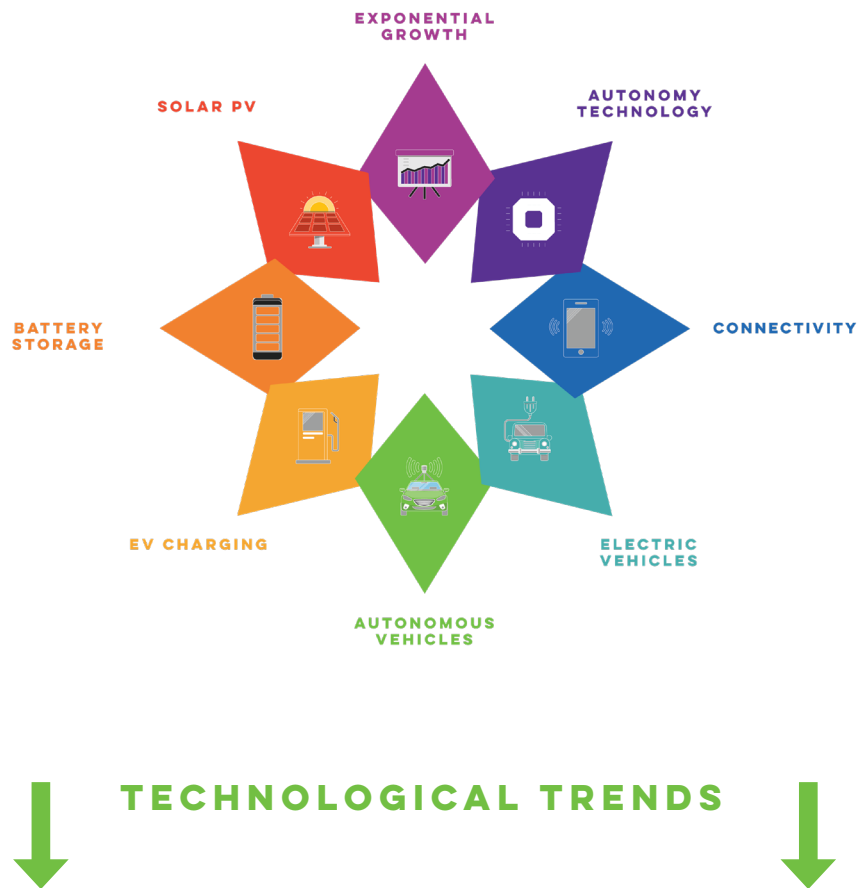 EXPONENTIAL
GROWTH
SOLAR PV
AUTONOMY
TECHNOLOGY
BATTERY
STORAGE
CONNECTIVITY
EV CHARGING
ELECTRIC
VEHICLES
AUTONOMOUS
VEHICLES
TECHNOLOGICAL TRENDS